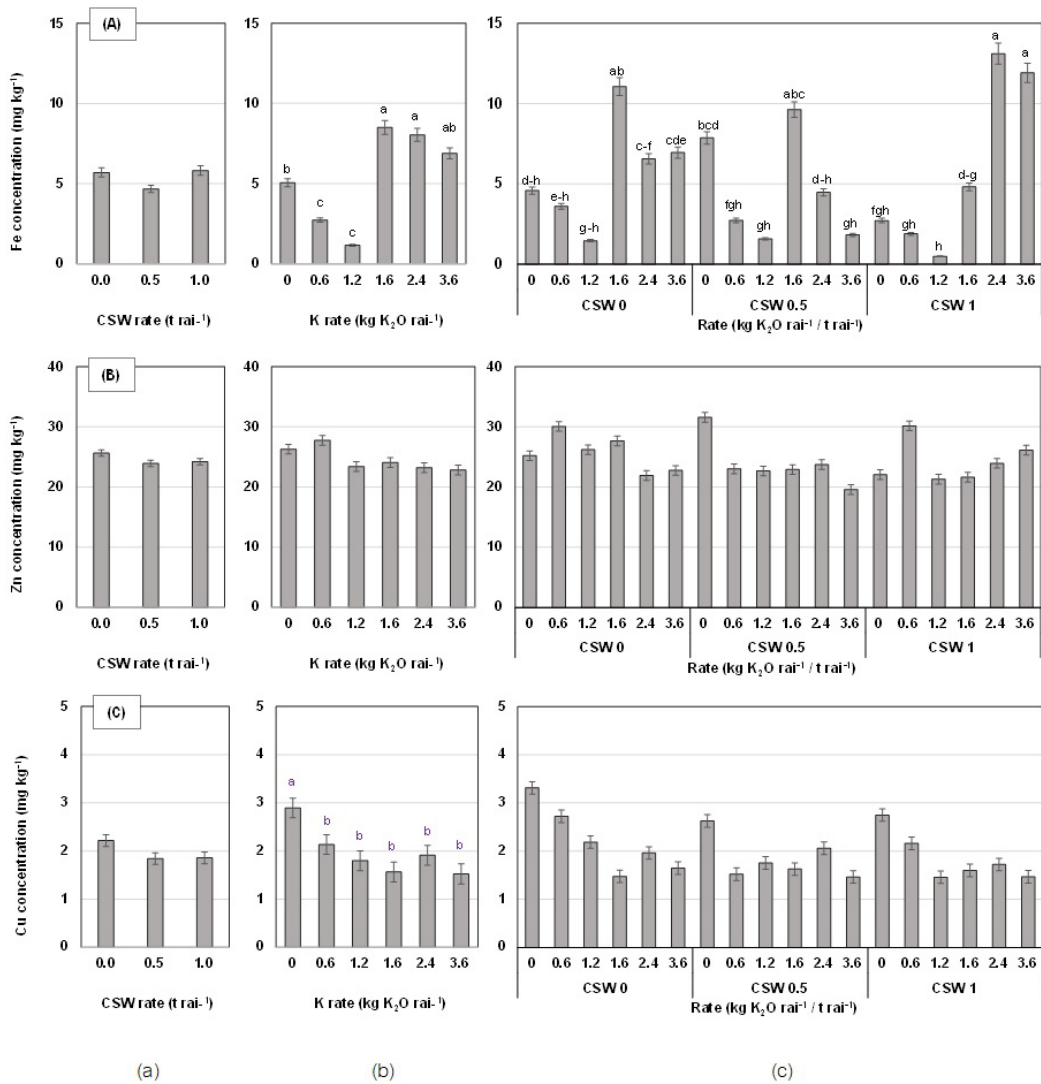 (A)
Fe concentration (mg kg⁻¹)
15
10
5
0
0.0 0.5 1.0
CSW rate (t rai-¹)
15
10
5
0
b c c a a ab
0 0.6 1.2 1.6 2.4 3.6
K rate (kg K₂O rai-¹)
15
10
5
0
d-h e-h g-h ab c-f cde bcd fgh gh abc d-h gh fgh gh h d-g a a
0 0.6 1.2 1.6 2.4 3.6 0 0.6 1.2 1.6 2.4 3.6 0 0.6 1.2 1.6 2.4 3.6
CSW 0 CSW 0.5 CSW 1
Rate (kg K₂O rai⁻¹ / t rai⁻¹)
(B)
Zn concentration (mg kg⁻¹)
40
30
20
10
0
0.0 0.5 1.0
CSW rate (t rai-¹)
40
30
20
10
0
0 0.6 1.2 1.6 2.4 3.6
K rate (kg K₂O rai-¹)
40
30
20
10
0
0 0.6 1.2 1.6 2.4 3.6 0 0.6 1.2 1.6 2.4 3.6 0 0.6 1.2 1.6 2.4 3.6
CSW 0 CSW 0.5 CSW 1
Rate (kg K₂O rai⁻¹ / t rai⁻¹)
(C)
Cu concentration (mg kg⁻¹)
5
4
3
2
1
0
0.0 0.5 1.0
CSW rate (t rai-¹)
5
4
3
2
1
0
a b b b b b
0 0.6 1.2 1.6 2.4 3.6
K rate (kg K₂O rai-¹)
5
4
3
2
1
0
0 0.6 1.2 1.6 2.4 3.6 0 0.6 1.2 1.6 2.4 3.6 0 0.6 1.2 1.6 2.4 3.6
CSW 0 CSW 0.5 CSW 1
Rate (kg K₂O rai⁻¹ / t rai⁻¹)
(a) (b) (c)